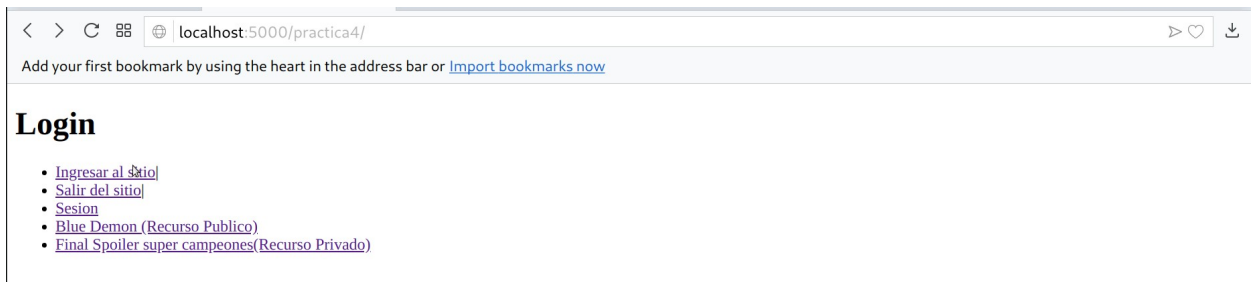 localhost:5000/practica4/
Add your first bookmark by using the heart in the address bar or Import bookmarks now
Login
Ingresar al sitio|
Salir del sitio|
Sesion
Blue Demon (Recurso Publico)
Final Spoiler super campeones(Recurso Privado)